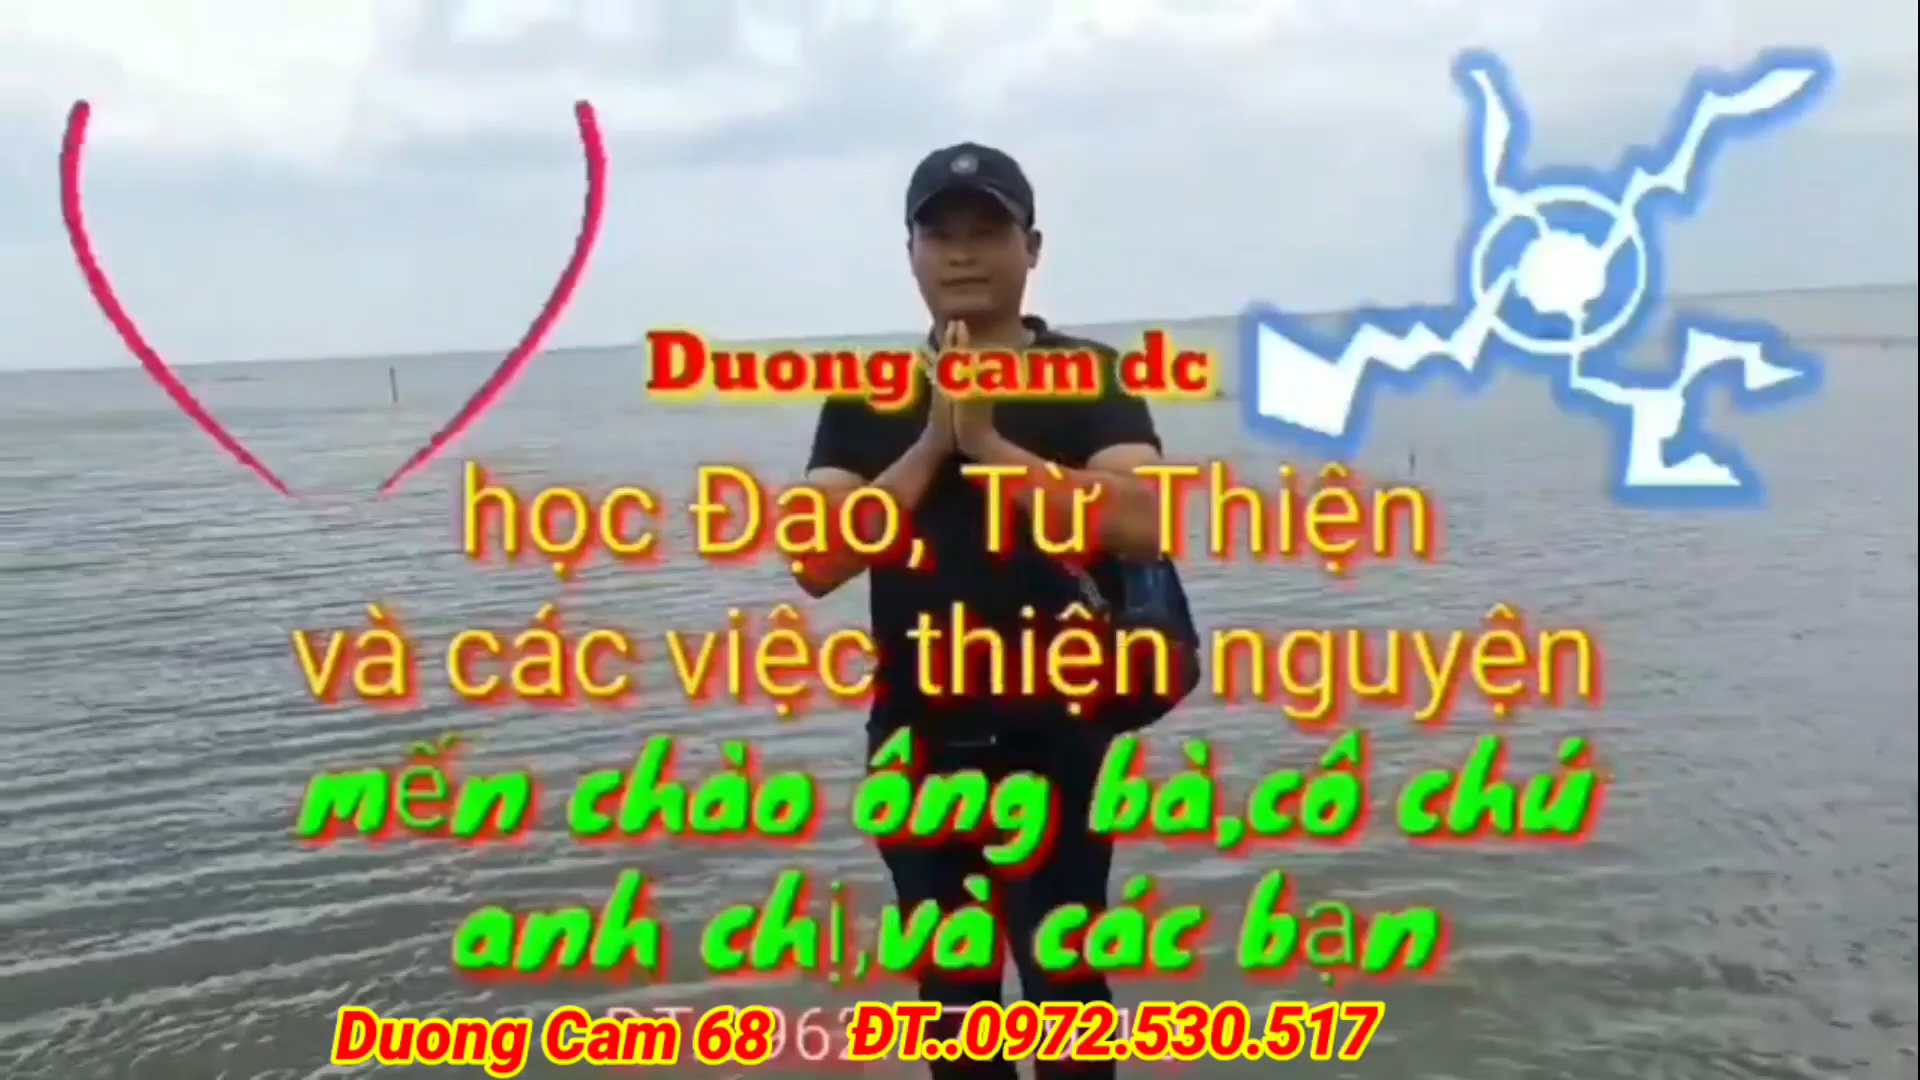 Duong cam dc
học Đạo, Từ Thiện
và các việc thiện nguyện
mến chào ông bà,cô chú
anh chị,và các bạn
Duong Cam 68 ĐT..0972.530.517